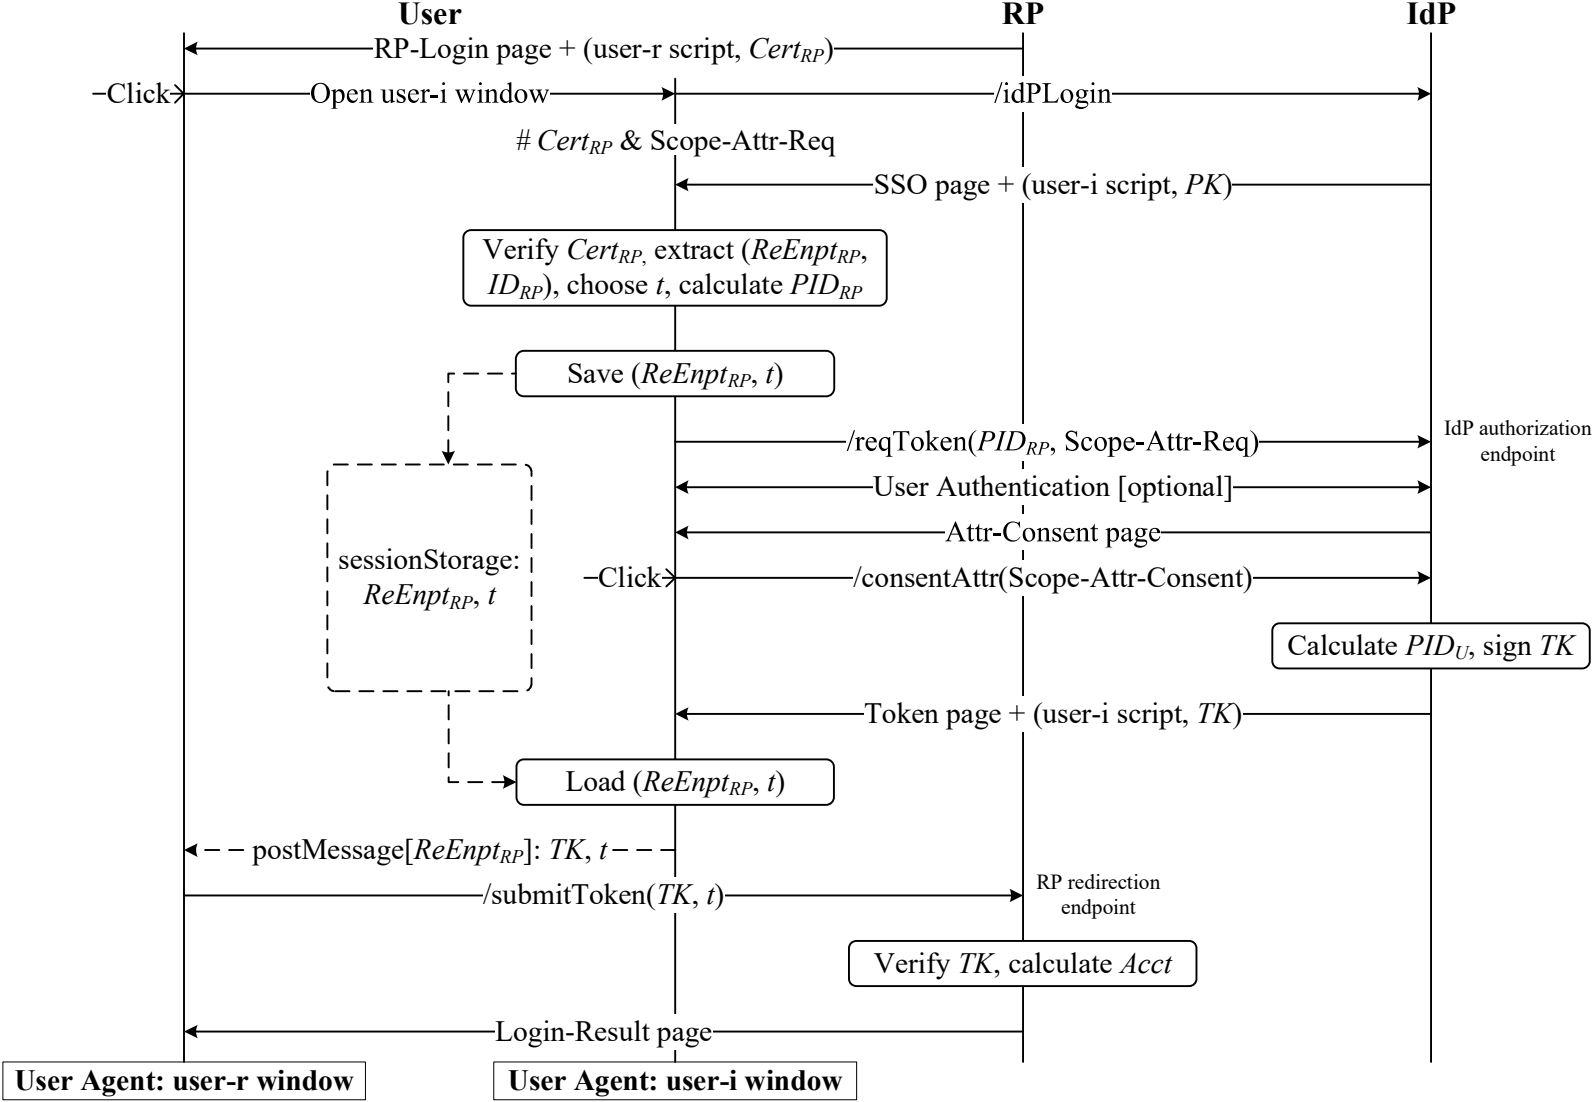 User RP IdP
RP-Login page + (user-r script, CertRP)
Click Open user-i window /idPLogin
# CertRP & Scope-Attr-Req
SSO page + (user-i script, PK)
Verify CertRP, extract (ReEnptRP,
IDRP), choose t, calculate PIDRP
Save (ReEnptRP, t)
/reqToken(PIDRP, Scope-Attr-Req)
IdP authorization
endpoint
User Authentication [optional]
Attr-Consent page
sessionStorage:
ReEnptRP, t
Click /consentAttr(Scope-Attr-Consent)
Calculate PIDU, sign TK
Token page + (user-i script, TK)
Load (ReEnptRP, t)
postMessage[ReEnptRP]: TK, t
/submitToken(TK, t)
RP redirection
endpoint
Verify TK, calculate Acct
Login-Result page
User Agent: user-r window
User Agent: user-i window